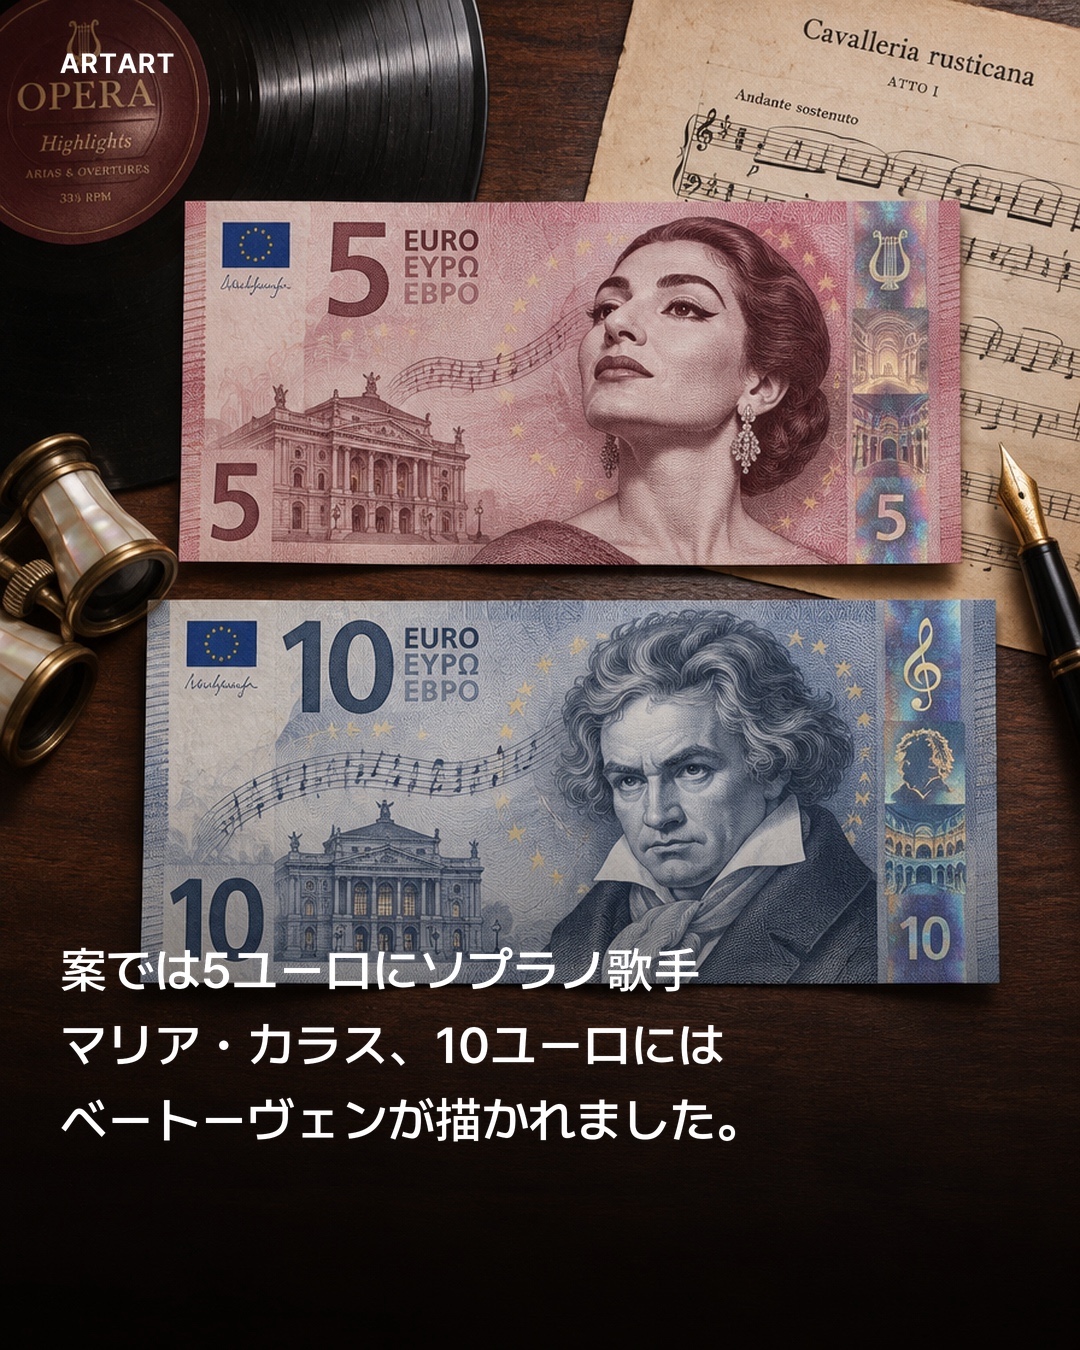 ARTART
OPERA
Highlights
ARIAS & OVERTURES
33⅓ RPM
Cavalleria rusticana
ATTO I
Andante sostenuto
p
5 EURO
ΕΥΡΩ
ЕВРО
5
5
10 EURO
ΕΥΡΩ
ЕВРО
10
10
案では5ユーロにソプラノ歌手
マリア・カラス、10ユーロには
ベートーヴェンが描かれました。